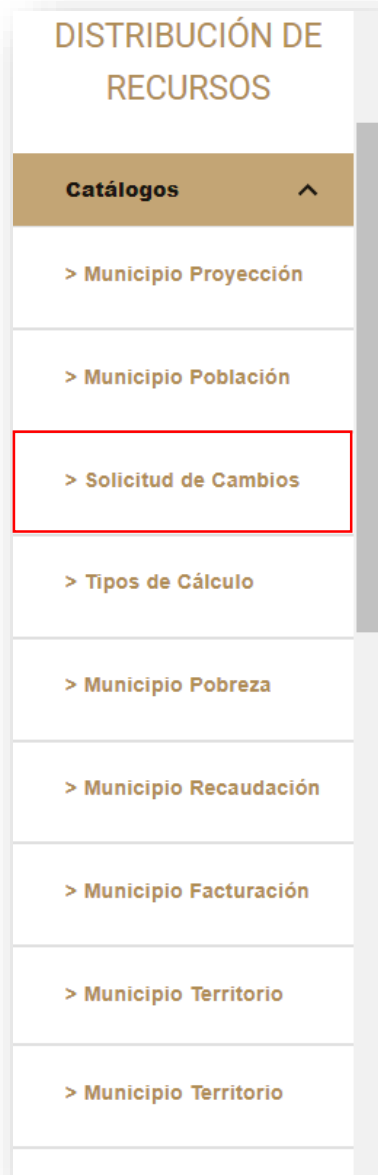 DISTRIBUCIÓN DE
RECURSOS
Catálogos
> Municipio Proyección
> Municipio Población
> Solicitud de Cambios
> Tipos de Cálculo
> Municipio Pobreza
> Municipio Recaudación
> Municipio Facturación
> Municipio Territorio
> Municipio Territorio